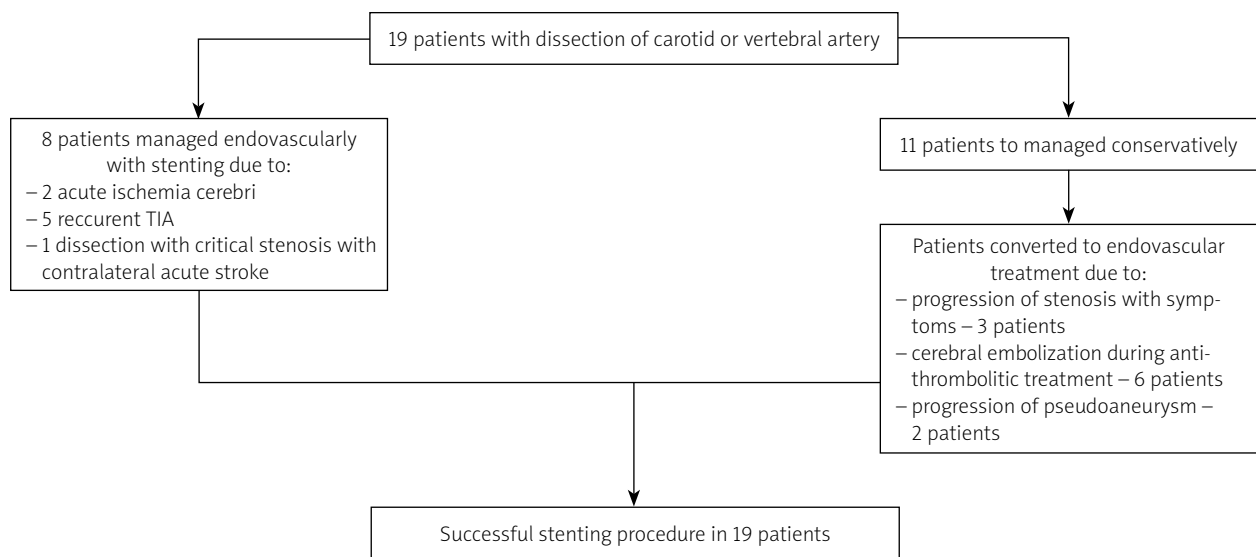 19 patients with dissection of carotid or vertebral artery
8 patients managed endovascularly
with stenting due to:
– 2 acute ischemia cerebri
– 5 reccurent TIA
– 1 dissection with critical stenosis with
contralateral acute stroke
11 patients to managed conservatively
Patients converted to endovascular
treatment due to:
– progression of stenosis with symp-
toms – 3 patients
– cerebral embolization during anti-
thrombolitic treatment – 6 patients
– progression of pseudoaneurysm –
2 patients
Successful stenting procedure in 19 patients